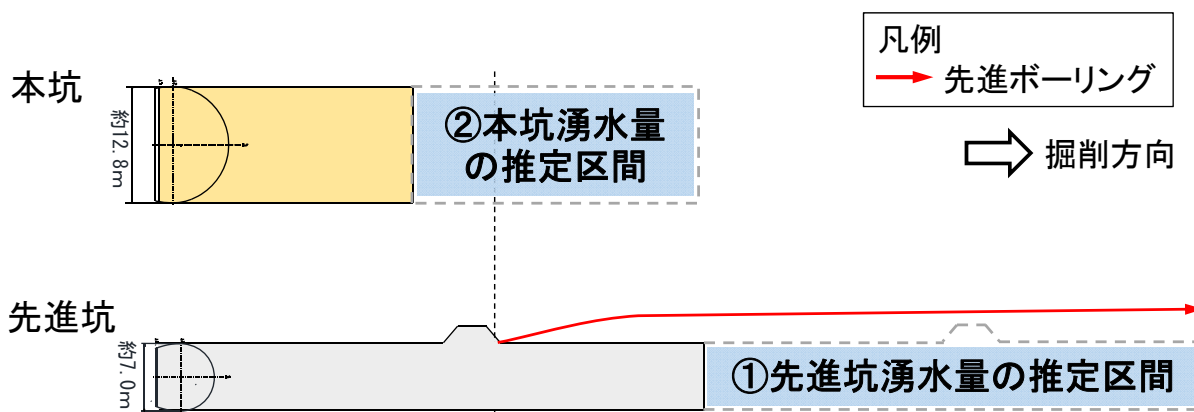 凡例
先進ボーリング
掘削方向
本坑
約12.8m
②本坑湧水量
の推定区間
先進坑
約7.0m
①先進坑湧水量の推定区間